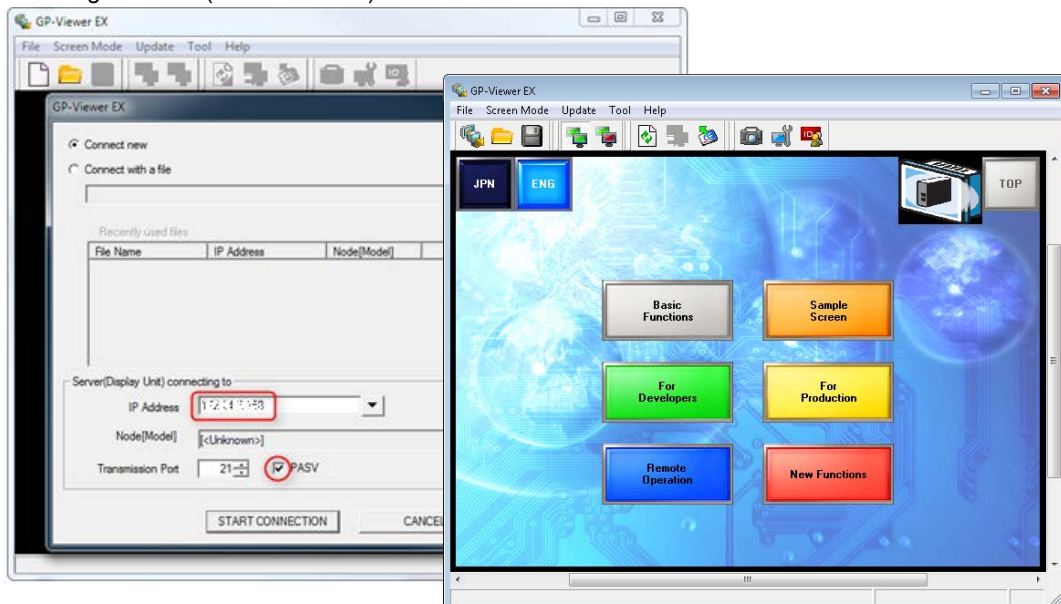 GP-Viewer EX
File Screen Mode Update Tool Help
GP-Viewer EX
Connect new
Connect with a file
Recently used files
File Name IP Address Node[Model]
Server(Display Unit) connecting to
IP Address
Node[Model] [<Unknown>]
Transmission Port 21 PASV
START CONNECTION CANCEL
GP-Viewer EX
File Screen Mode Update Tool Help
JPN ENG TOP
Basic
Functions
Sample
Screen
For
Developers
For
Production
Remote
Operation
New Functions